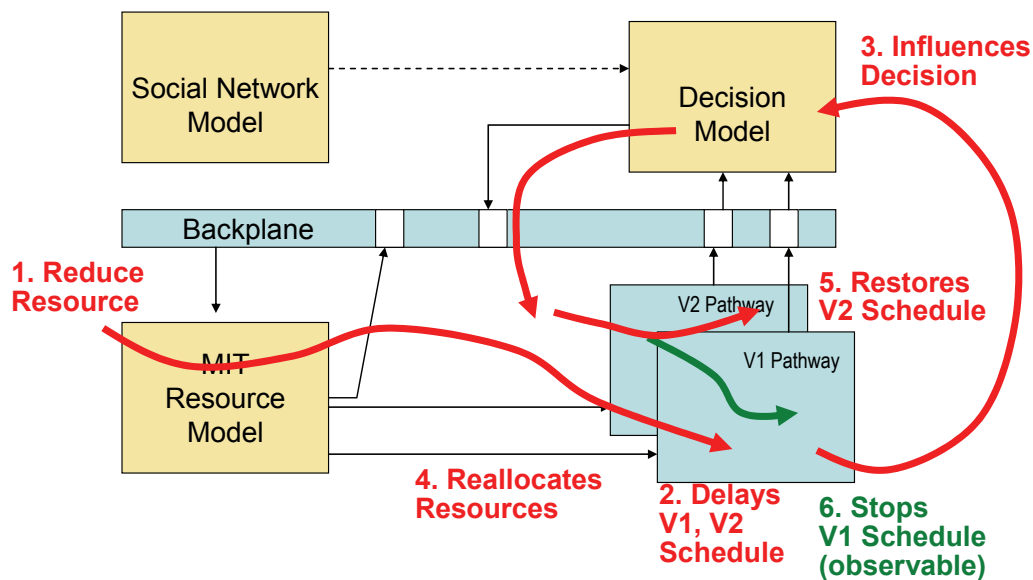 Social Network
Model
Decision
Model
3. Influences
Decision
Backplane
1. Reduce
Resource
5. Restores
V2 Schedule
V2 Pathway
V1 Pathway
MIT
Resource
Model
4. Reallocates
Resources
2. Delays
V1, V2
Schedule
6. Stops
V1 Schedule
(observable)